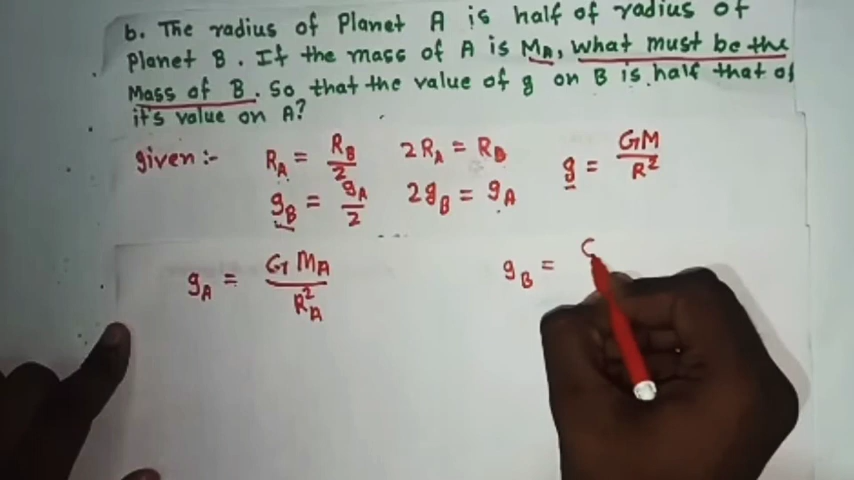 b. The radius of Planet A is half of radius of
Planet B. If the mass of A is MA, what must be the
Mass of B. So that the value of g on B is half that of
it's value on A?
given :- RA = RB/2 2RA = RB g = GM/R²
gB = gA/2 2gB = gA
gA = GMA/R²A gB =